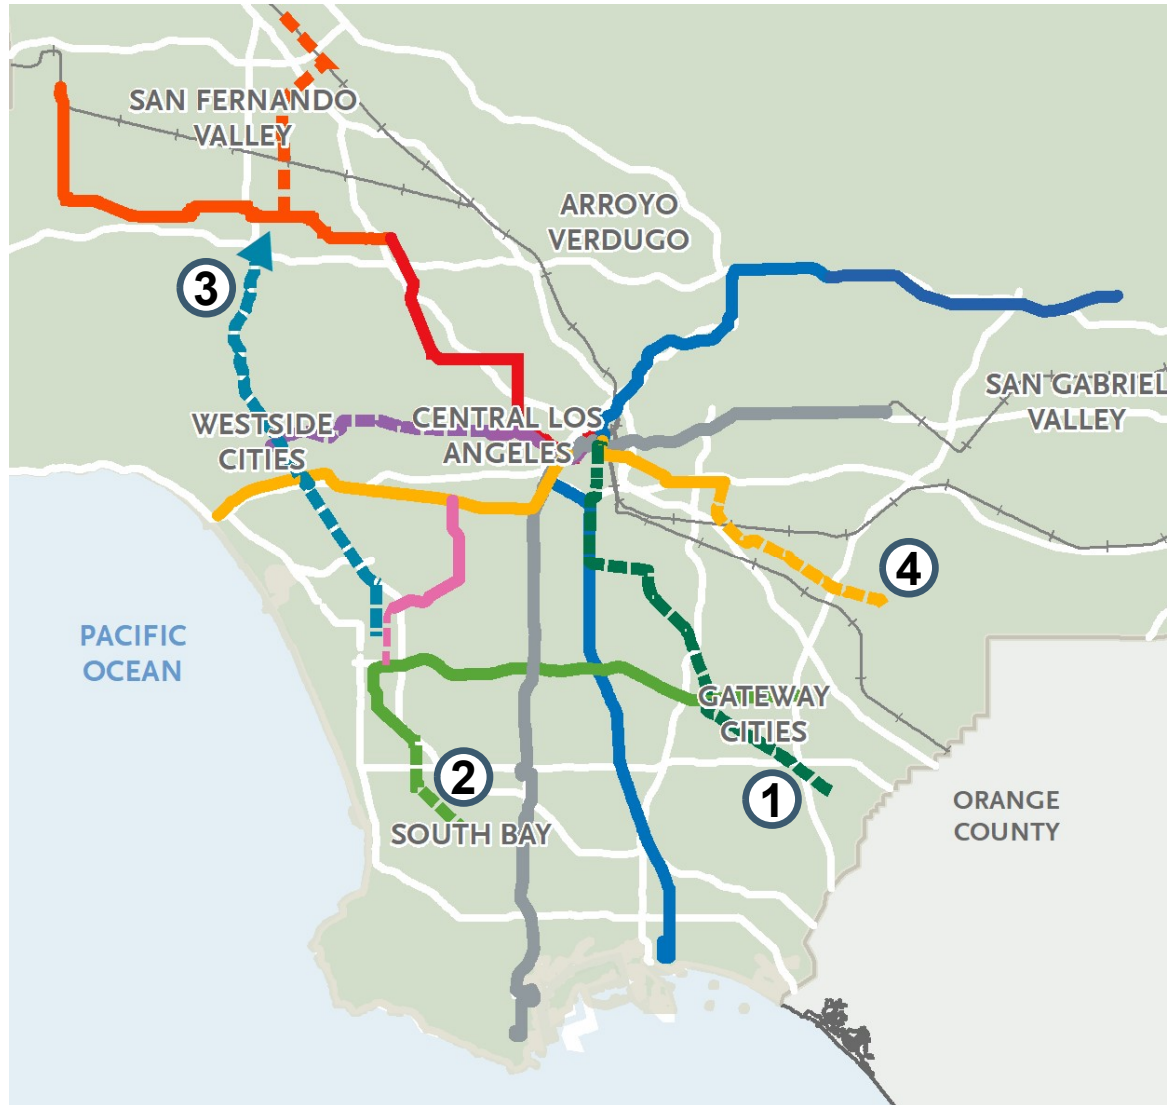 SAN FERNANDO
VALLEY
ARROYO
VERDUGO
3
SAN GABRIEL
VALLEY
WESTSIDE
CITIES
CENTRAL LOS
ANGELES
4
PACIFIC
OCEAN
GATEWAY
CITIES
2
1
SOUTH BAY
ORANGE
COUNTY